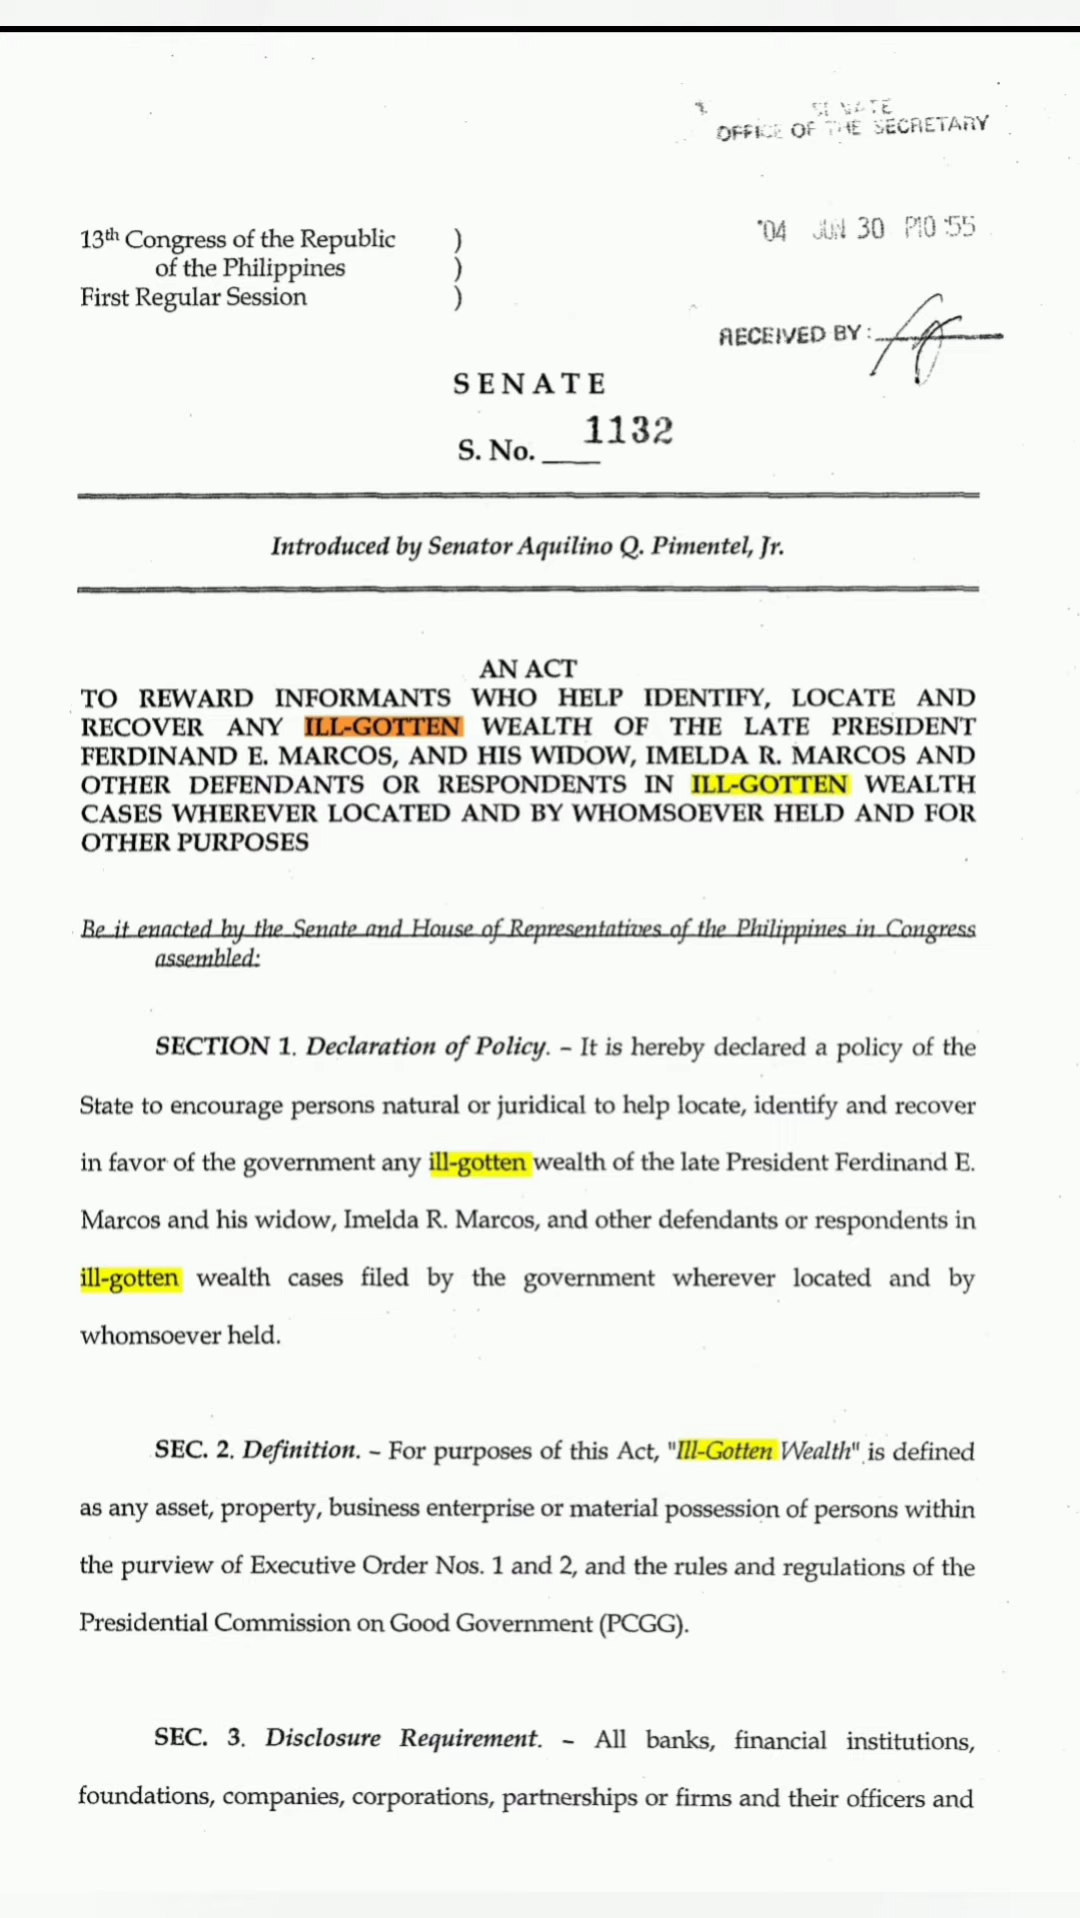 SENATE
OFFICE OF THE SECRETARY
'04 JUN 30 P10:55
13th Congress of the Republic )
of the Philippines )
First Regular Session )
RECEIVED BY:
SENATE
S. No. 1132
Introduced by Senator Aquilino Q. Pimentel, Jr.
AN ACT
TO REWARD INFORMANTS WHO HELP IDENTIFY, LOCATE AND
RECOVER ANY ILL-GOTTEN WEALTH OF THE LATE PRESIDENT
FERDINAND E. MARCOS, AND HIS WIDOW, IMELDA R. MARCOS AND
OTHER DEFENDANTS OR RESPONDENTS IN ILL-GOTTEN WEALTH
CASES WHEREVER LOCATED AND BY WHOMSOEVER HELD AND FOR
OTHER PURPOSES
Be it enacted by the Senate and House of Representatives of the Philippines in Congress
assembled:
SECTION 1. Declaration of Policy. – It is hereby declared a policy of the
State to encourage persons natural or juridical to help locate, identify and recover
in favor of the government any ill-gotten wealth of the late President Ferdinand E.
Marcos and his widow, Imelda R. Marcos, and other defendants or respondents in
ill-gotten wealth cases filed by the government wherever located and by
whomsoever held.
SEC. 2. Definition. – For purposes of this Act, "Ill-Gotten Wealth" is defined
as any asset, property, business enterprise or material possession of persons within
the purview of Executive Order Nos. 1 and 2, and the rules and regulations of the
Presidential Commission on Good Government (PCGG).
SEC. 3. Disclosure Requirement. – All banks, financial institutions,
foundations, companies, corporations, partnerships or firms and their officers and